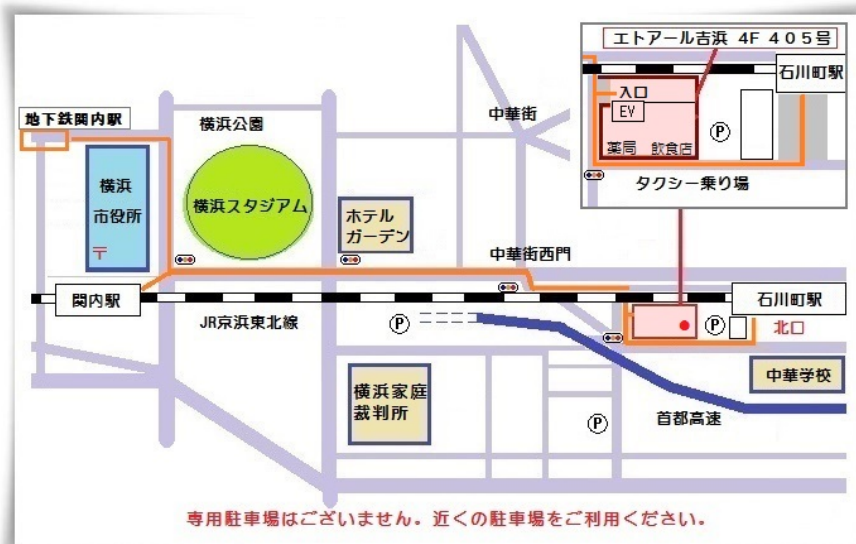 エトアール吉浜 4F 405号
石川町駅
入口
EV
P
薬局 飲食店
タクシー乗り場
地下鉄関内駅
横浜公園
中華街
横浜
市役所
〒
横浜スタジアム
ホテル
ガーデン
中華街西門
関内駅
石川町駅
JR京浜東北線
P
P
北口
横浜家庭
裁判所
中華学校
P
首都高速
専用駐車場はございません。近くの駐車場をご利用ください。